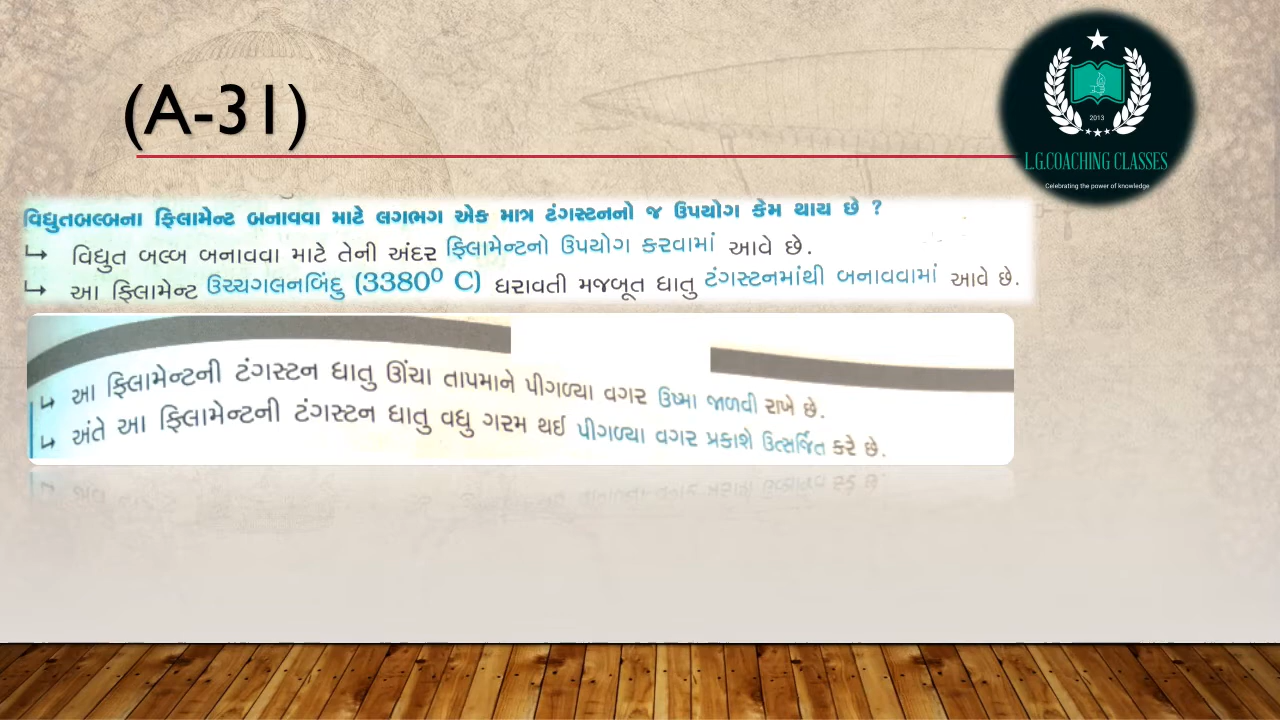 (A-31)
2013
L.G.COACHING CLASSES
Celebrating the power of knowledge
વિદ્યુતબલ્બના ફિલામેન્ટ બનાવવા માટે લગભગ એક માત્ર ટંગસ્ટનનો જ ઉપયોગ કેમ થાય છે ?
↳ વિદ્યુત બલ્બ બનાવવા માટે તેની અંદર ફિલામેન્ટનો ઉપયોગ કરવામાં આવે છે.
↳ આ ફિલામેન્ટ ઉચ્ચગલનબિંદુ (3380⁰ C) ધરાવતી મજબૂત ધાતુ ટંગસ્ટનમાંથી બનાવવામાં આવે છે.
↳ આ ફિલામેન્ટની ટંગસ્ટન ધાતુ ઊંચા તાપમાને પીગળ્યા વગર ઉષ્મા જાળવી રાખે છે.
↳ અંતે આ ફિલામેન્ટની ટંગસ્ટન ધાતુ વધુ ગરમ થઈ પીગળ્યા વગર પ્રકાશે ઉત્સર્જિત કરે છે.